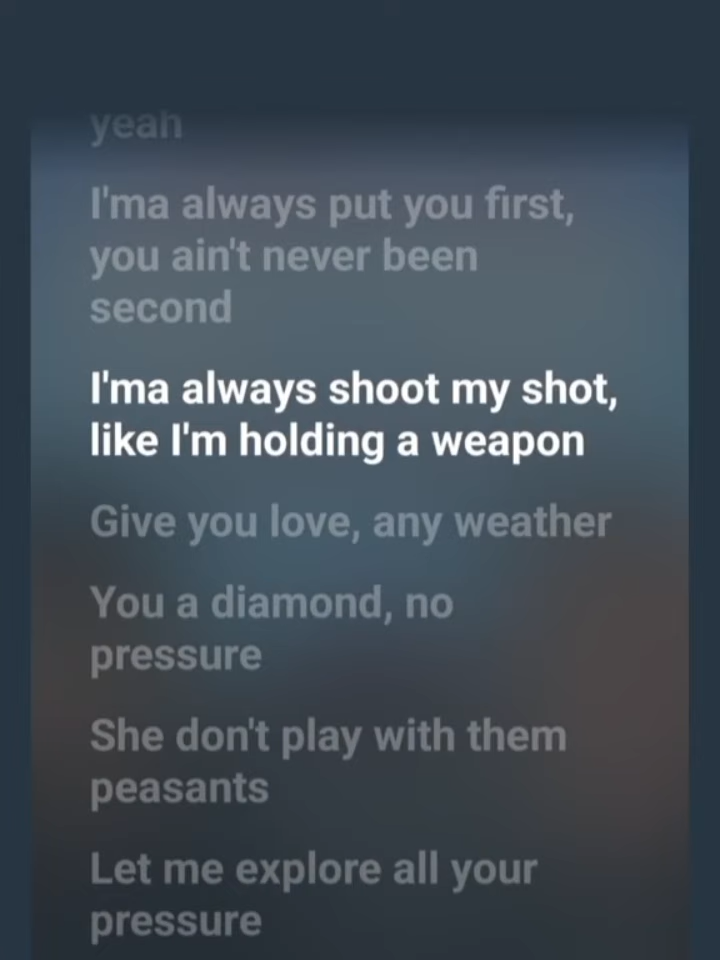 yeah
I'ma always put you first,
you ain't never been
second
I'ma always shoot my shot,
like I'm holding a weapon
Give you love, any weather
You a diamond, no
pressure
She don't play with them
peasants
Let me explore all your
pressure